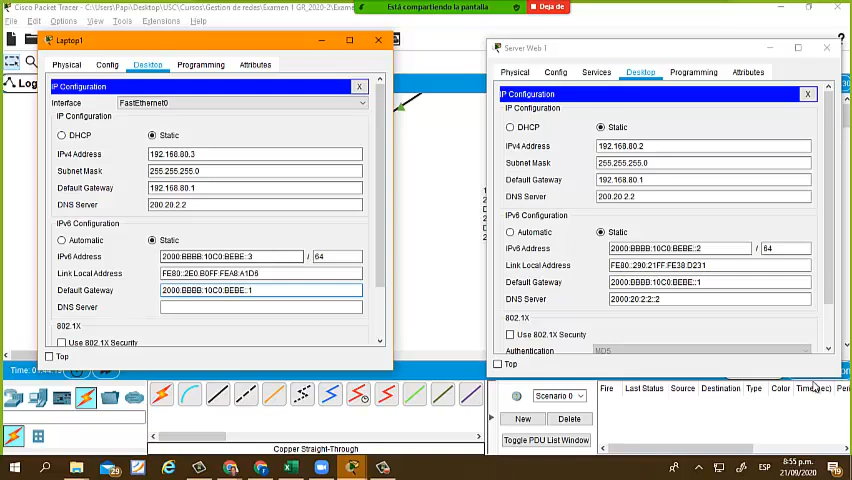 Cisco Packet Tracer - C:\Users\Papi\Desktop\USC\Cursos\Gestion de redes\Examen 1 GR_2020-2\Exame
Está compartiendo la pantalla
Deja de
File Edit Options View Tools Extensions Help
Log
Laptop1
Physical Config Desktop Programming Attributes
IP Configuration X
Interface FastEthernet0
IP Configuration
DHCP Static
IPv4 Address 192.168.80.3
Subnet Mask 255.255.255.0
Default Gateway 192.168.80.1
DNS Server 200.20.2.2
IPv6 Configuration
Automatic Static
IPv6 Address 2000:BBBB:10C0:BEBE::3 / 64
Link Local Address FE80::2E0:B0FF:FEA8:A1D6
Default Gateway 2000:BBBB:10C0:BEBE::1
DNS Server
802.1X
Use 802.1X Security
Top
Server Web 1
Physical Config Services Desktop Programming Attributes
IP Configuration X
IP Configuration
DHCP Static
IPv4 Address 192.168.80.2
Subnet Mask 255.255.255.0
Default Gateway 192.168.80.1
DNS Server 200.20.2.2
IPv6 Configuration
Automatic Static
IPv6 Address 2000:BBBB:10C0:BEBE::2 / 64
Link Local Address FE80::290:21FF:FE38:D231
Default Gateway 2000:BBBB:10C0:BEBE::1
DNS Server 2000:20:2:2::2
802.1X
Use 802.1X Security
Authentication MD5
Top
Scenario 0
New Delete
Toggle PDU List Window
Fire Last Status Source Destination Type Color Time(sec) Peri
Copper Straight-Through
ESP
8:55 p.m.
21/09/2020
19